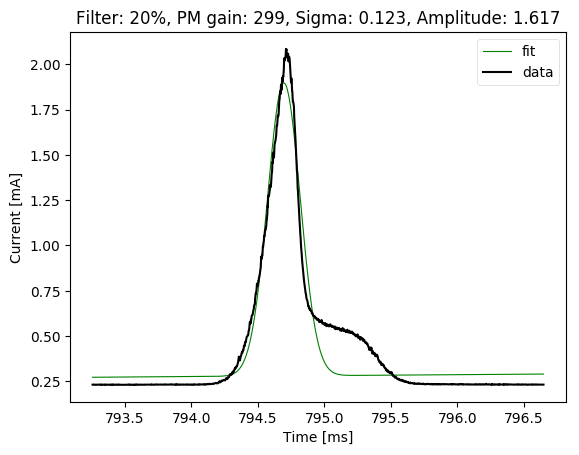 Filter: 20%, PM gain: 299, Sigma: 0.123, Amplitude: 1.617
fit
data
2.00
1.75
1.50
1.25
1.00
0.75
0.50
0.25
Current [mA]
793.5 794.0 794.5 795.0 795.5 796.0 796.5
Time [ms]